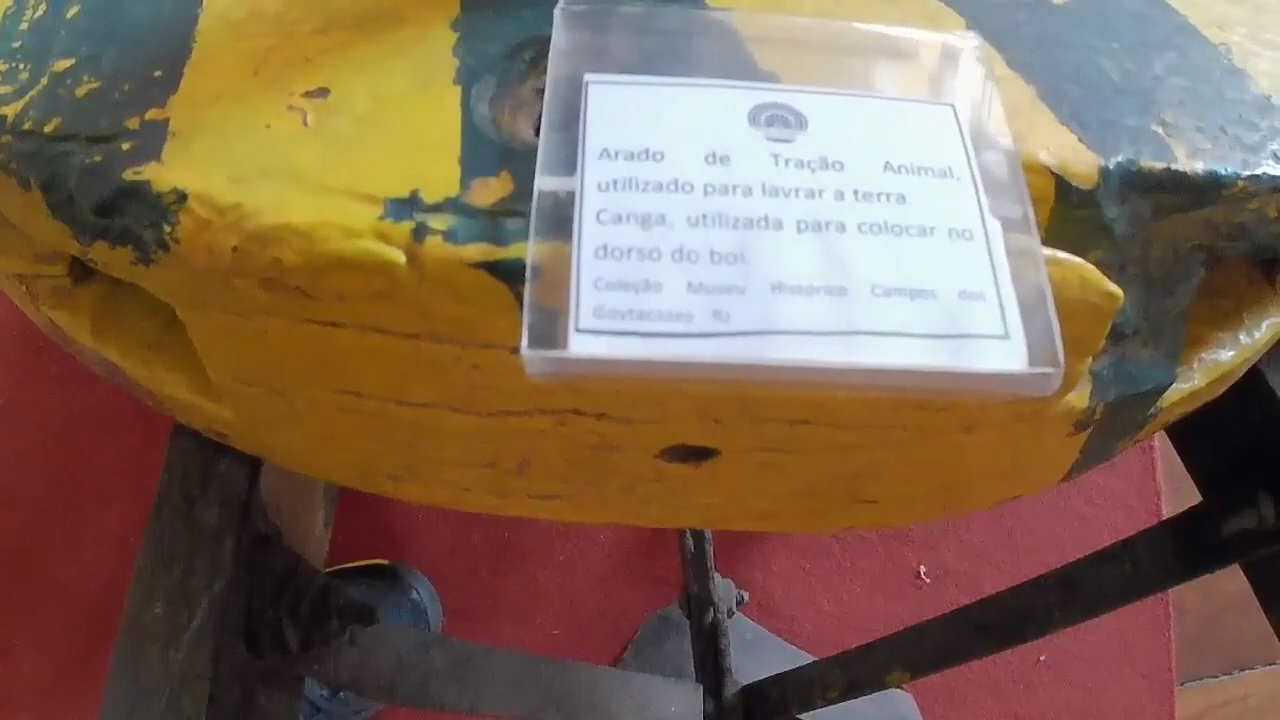 Arado de Tração Animal,
utilizado para lavrar a terra.
Canga, utilizada para colocar no
dorso do boi.
Coleção Museu Histórico Campos dos
Goytacazes RJ